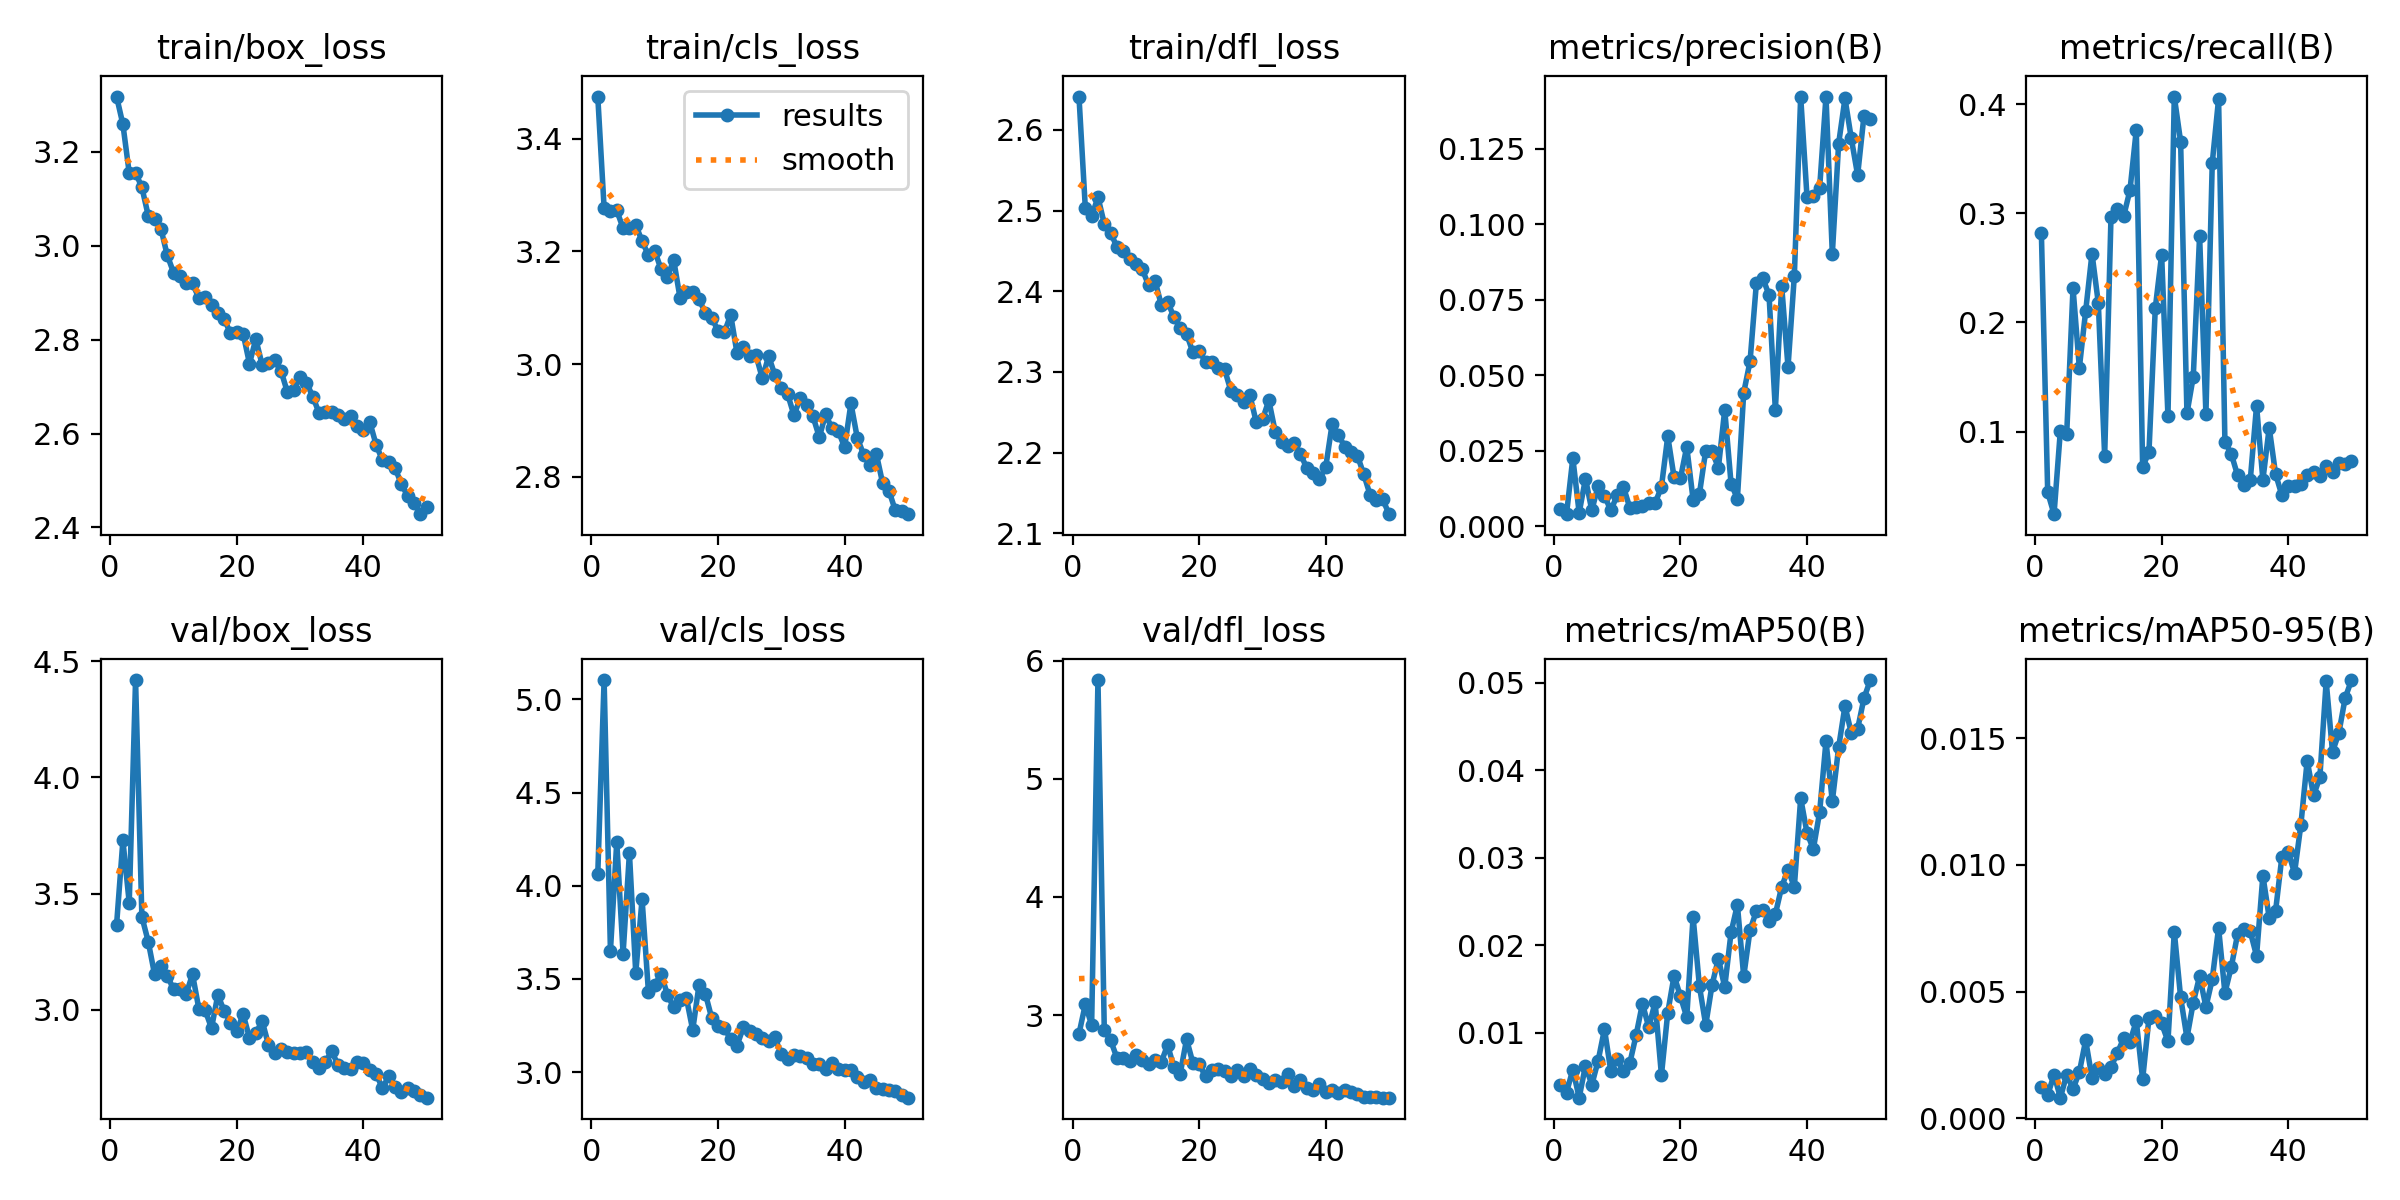 train/box_loss
3.2
3.0
2.8
2.6
2.4
0 20 40
train/cls_loss
results
smooth
3.4
3.2
3.0
2.8
0 20 40
train/dfl_loss
2.6
2.5
2.4
2.3
2.2
2.1
0 20 40
metrics/precision(B)
0.125
0.100
0.075
0.050
0.025
0.000
0 20 40
metrics/recall(B)
0.4
0.3
0.2
0.1
0 20 40
val/box_loss
4.5
4.0
3.5
3.0
0 20 40
val/cls_loss
5.0
4.5
4.0
3.5
3.0
0 20 40
val/dfl_loss
6
5
4
3
0 20 40
metrics/mAP50(B)
0.05
0.04
0.03
0.02
0.01
0 20 40
metrics/mAP50-95(B)
0.015
0.010
0.005
0.000
0 20 40